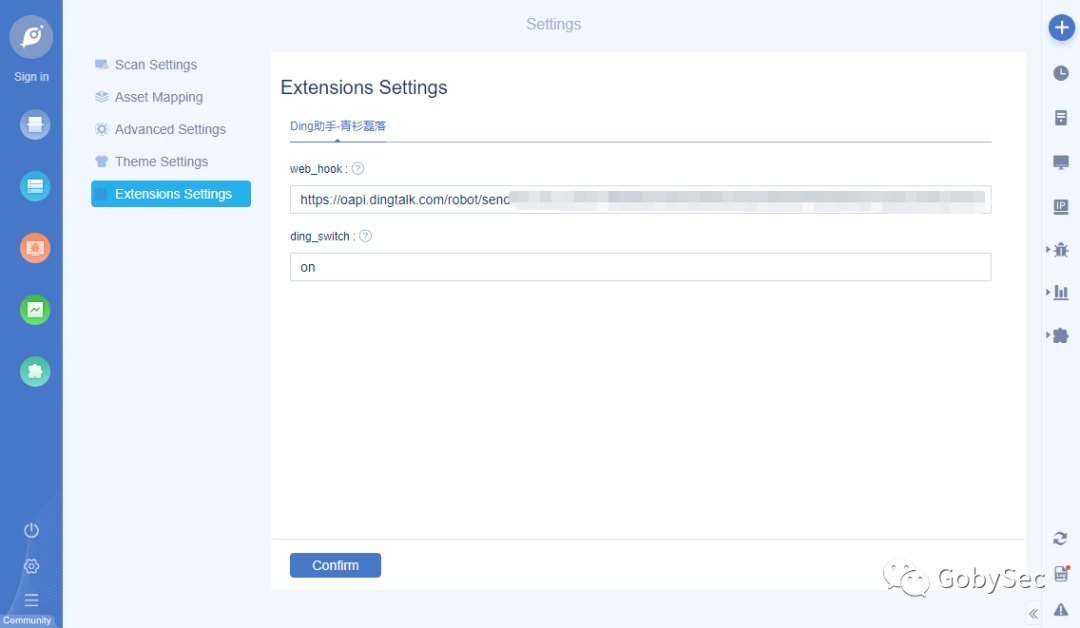 Settings
Sign in
Scan Settings
Asset Mapping
Advanced Settings
Theme Settings
Extensions Settings
Extensions Settings
Ding助手-青衫磊落
web_hook : ?
https://oapi.dingtalk.com/robot/send
ding_switch : ?
on
Confirm
IP
GobySec
Community